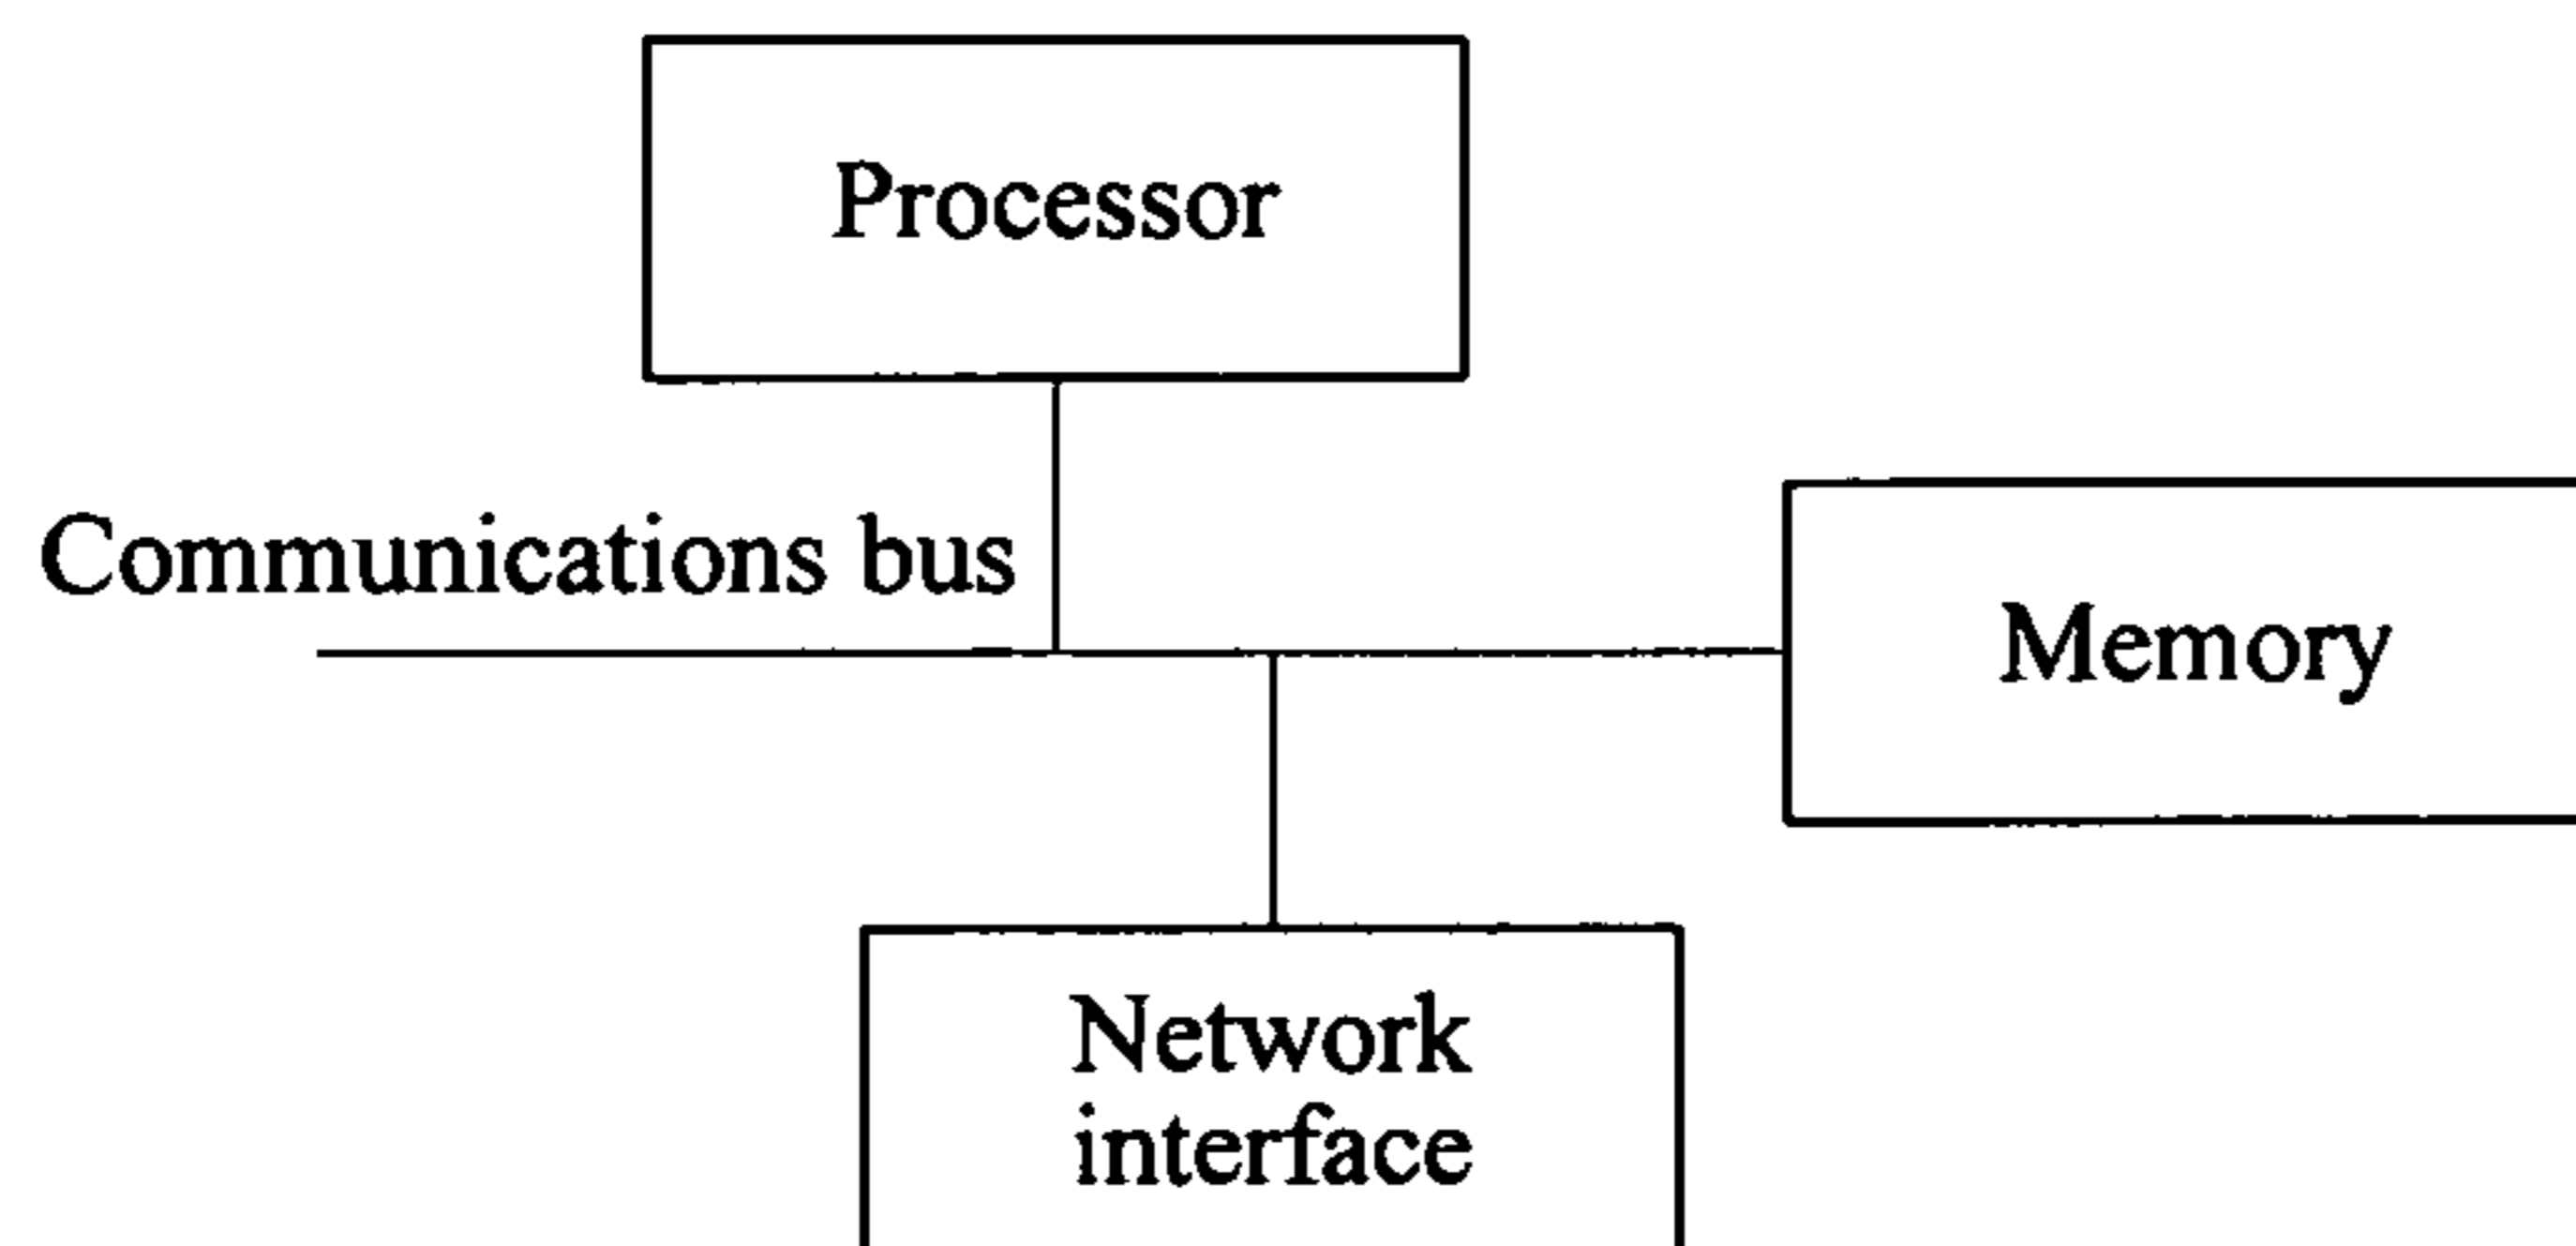 Processor
Communications bus
Memory
Network
interface